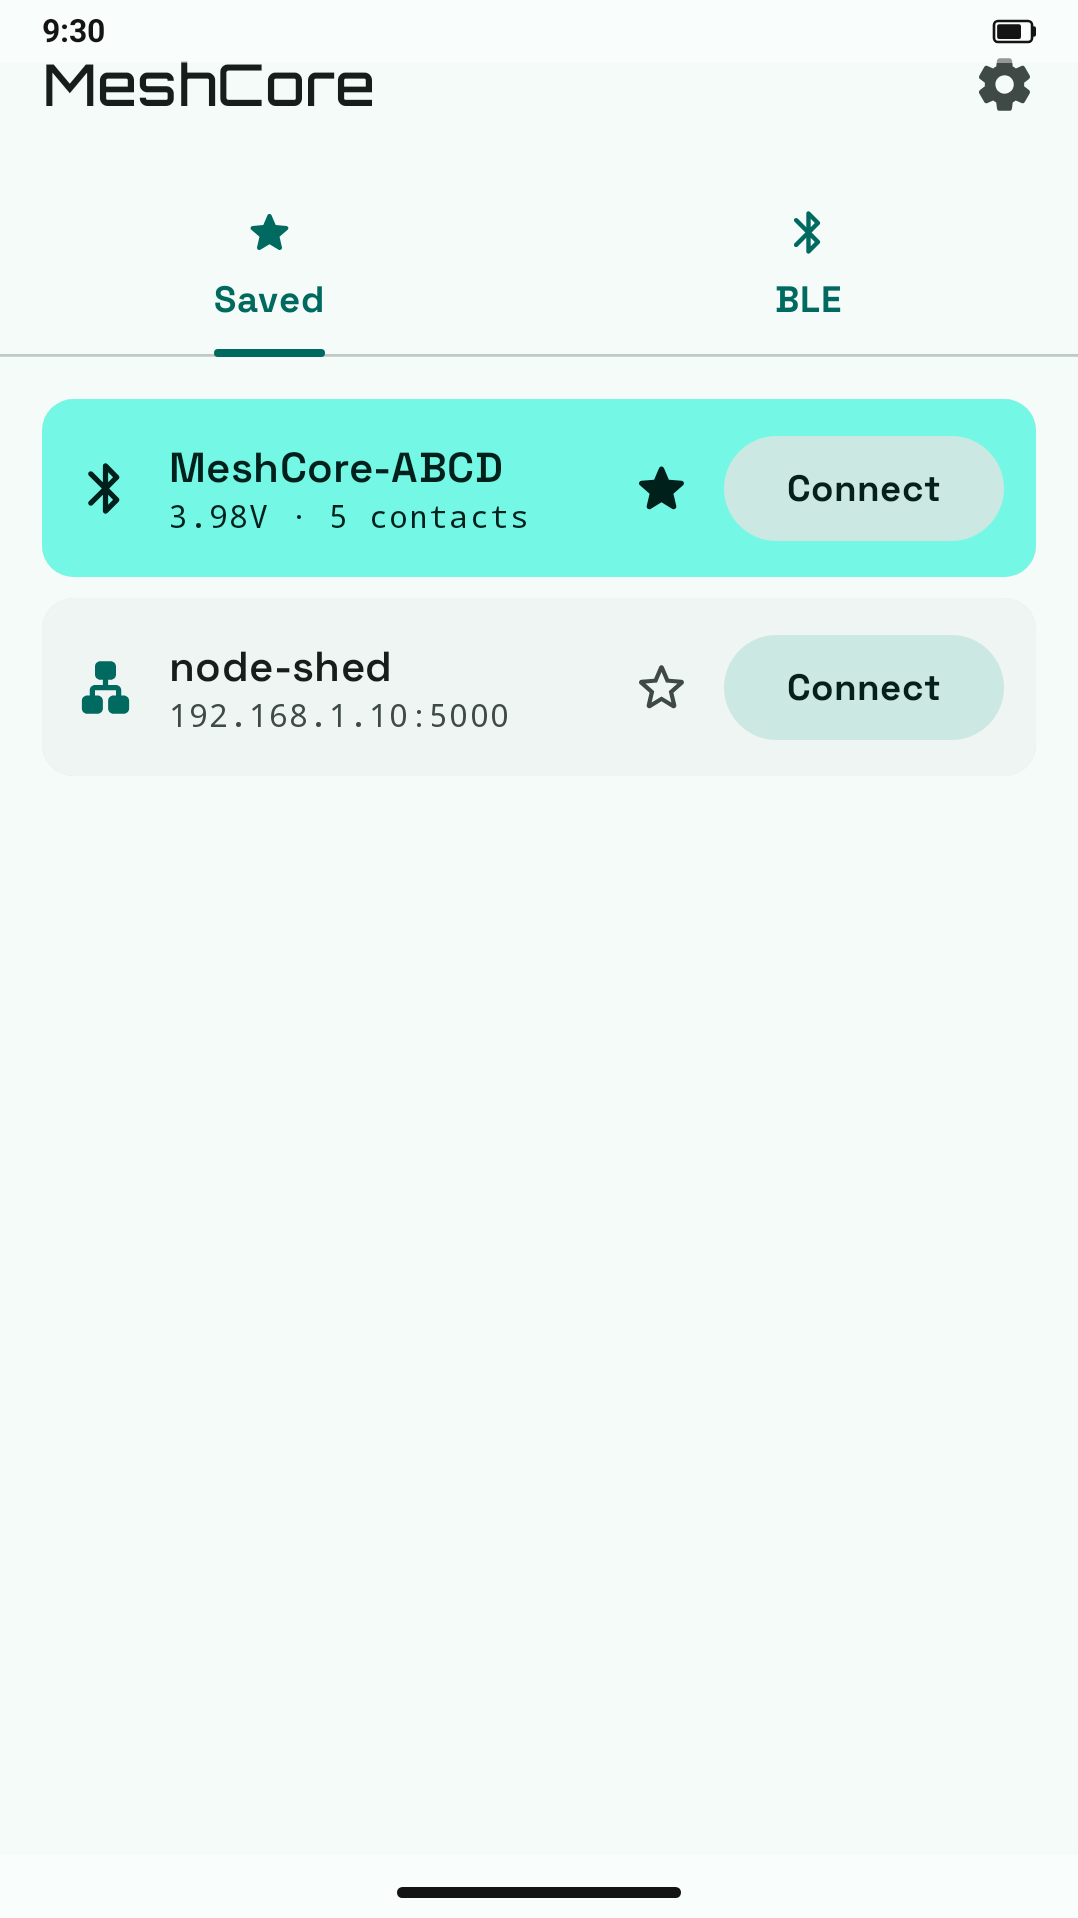 9:30
MeshCore
Saved
BLE
MeshCore-ABCD
3.98V · 5 contacts
Connect
node-shed
192.168.1.10:5000
Connect